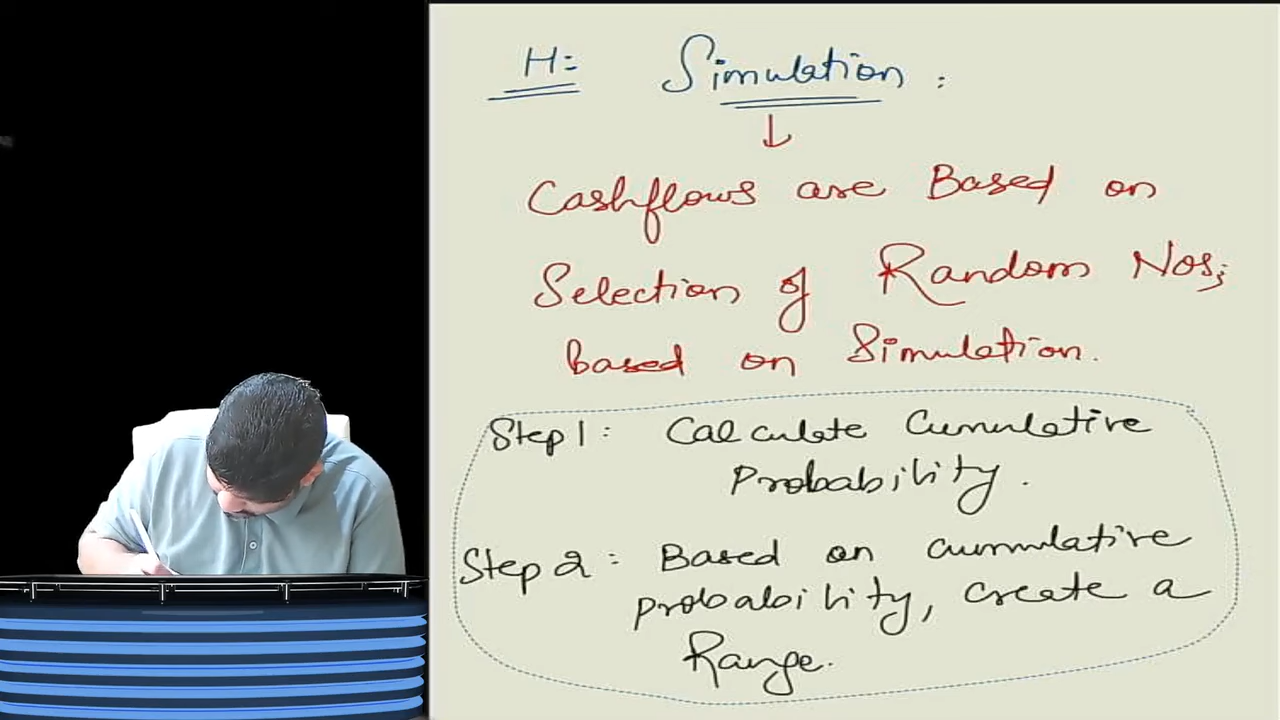 H: Simulation :
↓
Cashflows are Based on
Selection of Random Nos;
based on Simulation.
Step 1 : Calculate Cumulative
Probability.
Step 2 : Based on cummulative
probability, create a
Range.